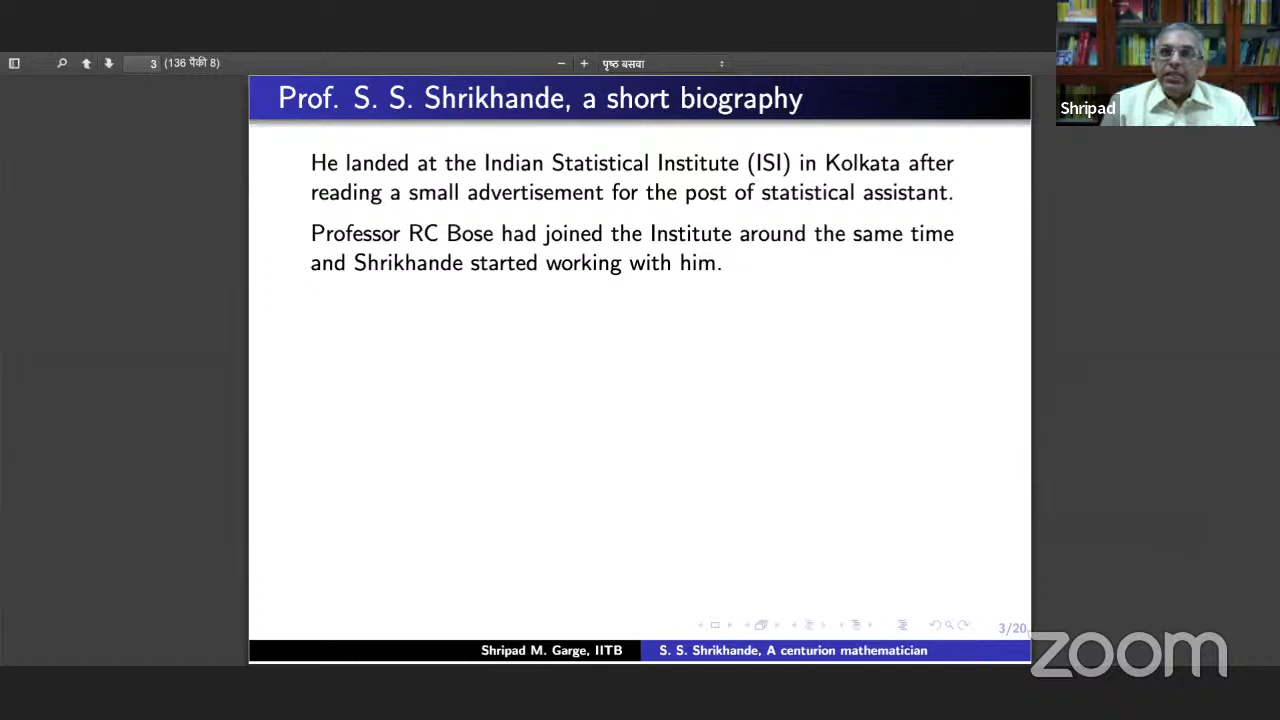 3 (136 पैकी 8)
पृष्ठ बसवा
Shripad
Prof. S. S. Shrikhande, a short biography
He landed at the Indian Statistical Institute (ISI) in Kolkata after
reading a small advertisement for the post of statistical assistant.
Professor RC Bose had joined the Institute around the same time
and Shrikhande started working with him.
3/20
Shripad M. Garge, IITB S. S. Shrikhande, A centurion mathematician
zoom